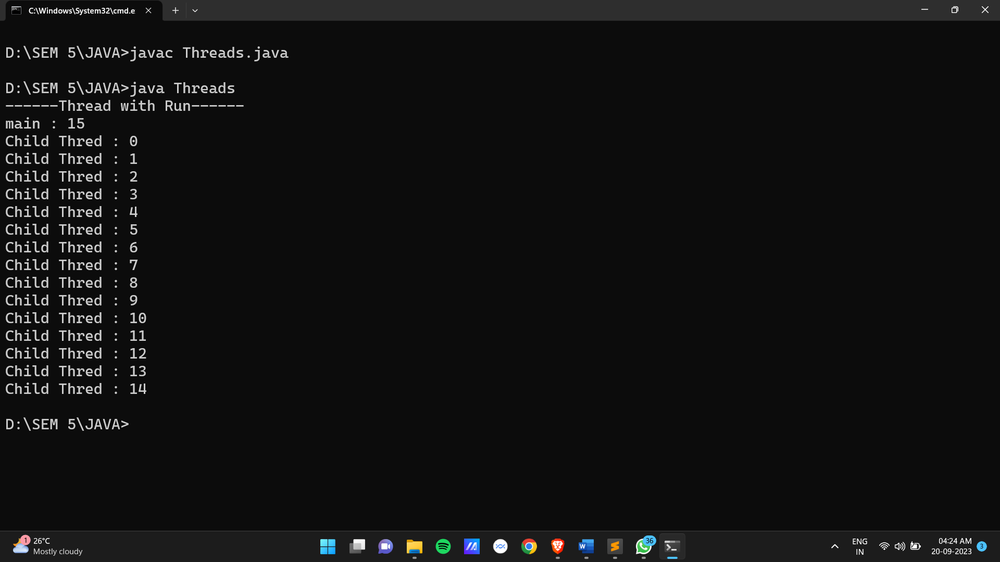 C:\Windows\System32\cmd.e
D:\SEM 5\JAVA>javac Threads.java
D:\SEM 5\JAVA>java Threads
------Thread with Run------
main : 15
Child Thred : 0
Child Thred : 1
Child Thred : 2
Child Thred : 3
Child Thred : 4
Child Thred : 5
Child Thred : 6
Child Thred : 7
Child Thred : 8
Child Thred : 9
Child Thred : 10
Child Thred : 11
Child Thred : 12
Child Thred : 13
Child Thred : 14
D:\SEM 5\JAVA>
1
26°C
Mostly cloudy
W
36
ENG
IN
04:24 AM
20-09-2023
3